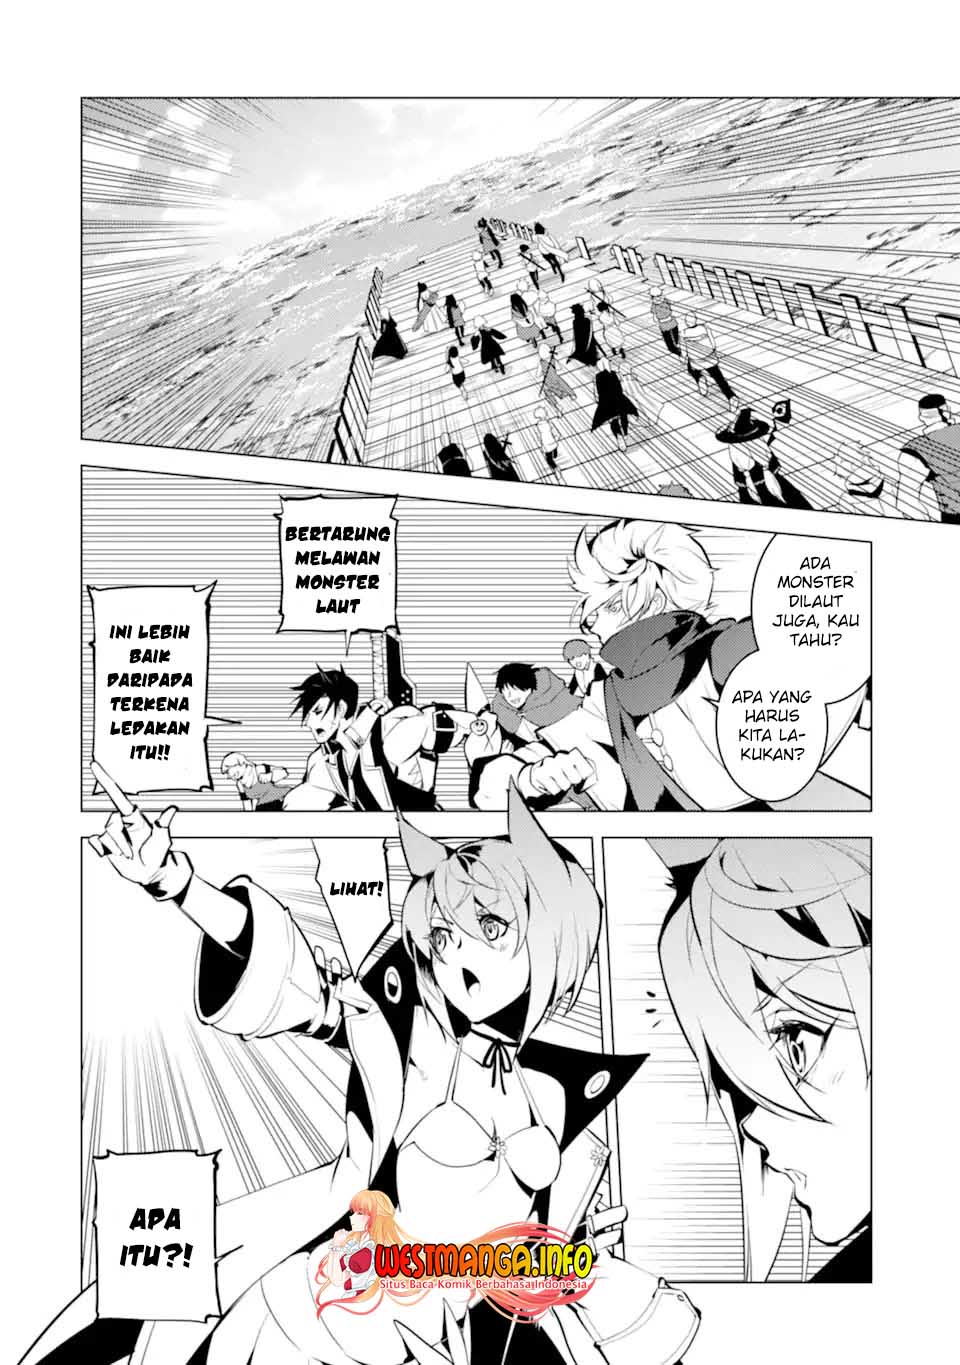 ADA
MONSTER
DILAUT
JUGA, KAU
TAHU?
APA YANG
HARUS
KITA LA-
KUKAN?
BERTARUNG
MELAWAN
MONSTER
LAUT
INI LEBIH
BAIK
DARIPADA
TERKENA
LEDAKAN
ITU!!
LIHAT!
APA
ITU?!
WESTMANGA.INFO
Situs Baca Komik Berbahasa Indonesia